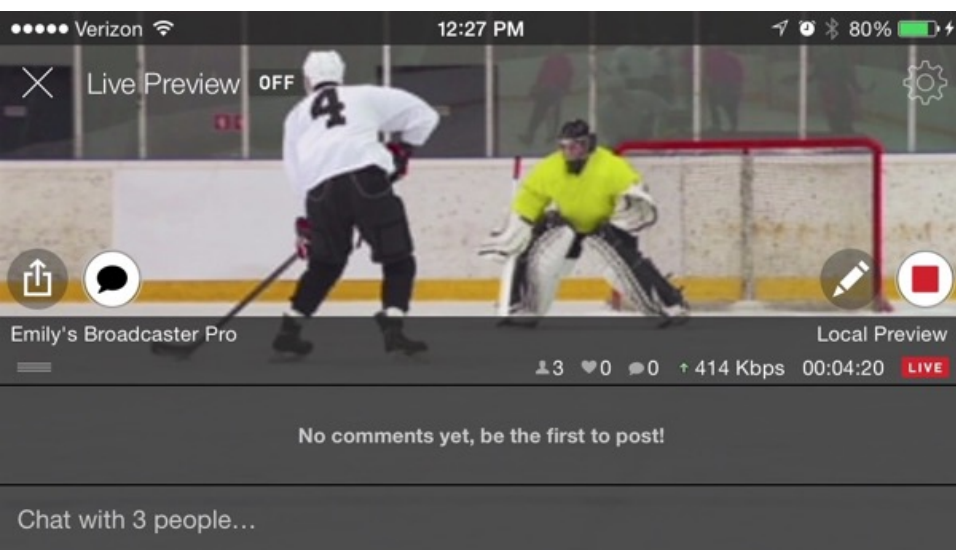 Verizon 12:27 PM 80%
Live Preview OFF
4
Emily's Broadcaster Pro Local Preview
3 0 0 414 Kbps 00:04:20 LIVE
No comments yet, be the first to post!
Chat with 3 people...